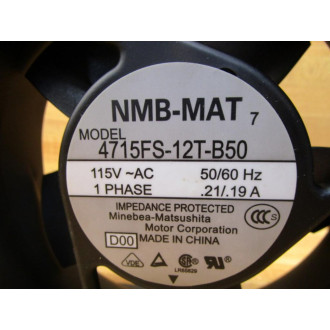 NMB-MAT 7
MODEL
4715FS-12T-B50
115V ~AC 50/60 Hz
1 PHASE .21/.19 A
IMPEDANCE PROTECTED
Minebea-Matsushita
Motor Corporation
D00 MADE IN CHINA